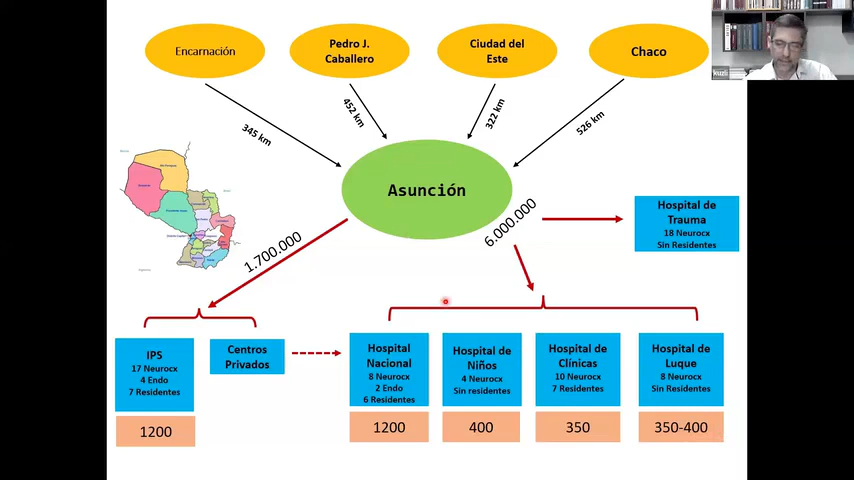 Encarnación
Pedro J.
Caballero
Ciudad del
Este
Chaco
345 km
452 km
322 km
526 km
Asunción
1.700.000
6.000.000
Hospital de
Trauma
18 Neurocx
Sin Residentes
IPS
17 Neurocx
4 Endo
7 Residentes
Centros
Privados
Hospital
Nacional
8 Neurocx
2 Endo
6 Residentes
Hospital de
Niños
4 Neurocx
Sin residentes
Hospital de
Clínicas
10 Neurocx
7 Residentes
Hospital de
Luque
8 Neurocx
Sin Residentes
1200
1200
400
350
350-400